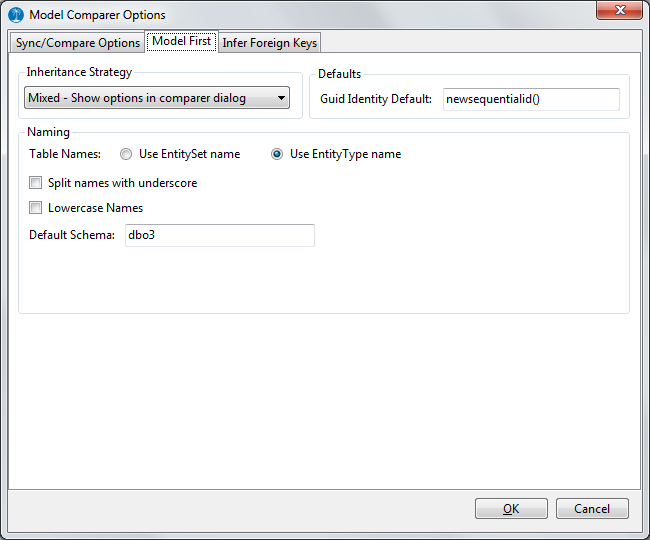 Model Comparer Options
Sync/Compare Options Model First Infer Foreign Keys
Inheritance Strategy
Mixed - Show options in comparer dialog
Defaults
Guid Identity Default: newsequentialid()
Naming
Table Names: Use EntitySet name Use EntityType name
Split names with underscore
Lowercase Names
Default Schema: dbo3
OK Cancel